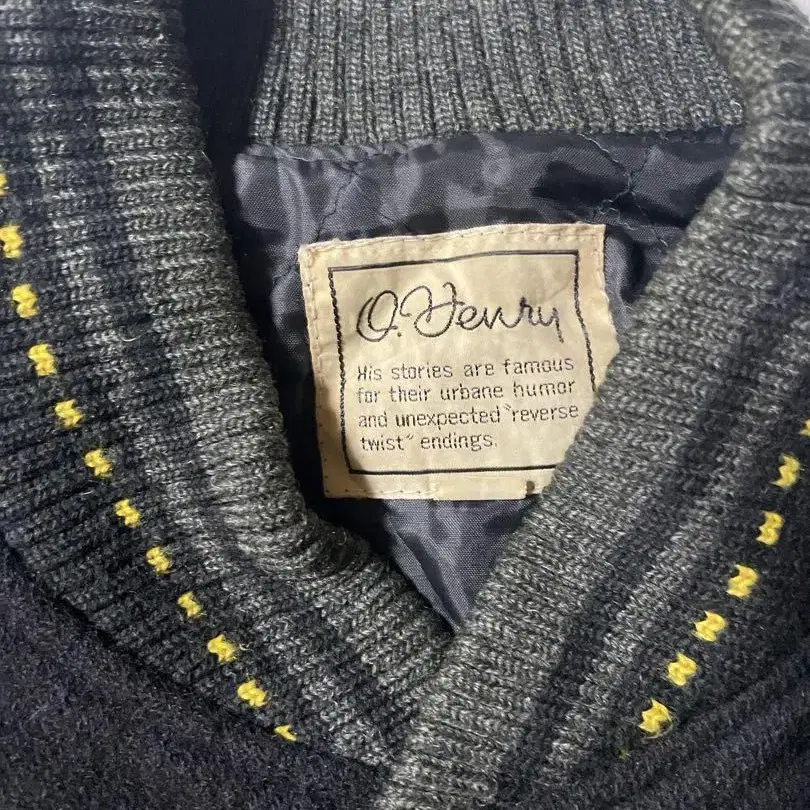 O.Henry
His stories are famous
for their urbane humor
and unexpected "reverse
twist" endings.